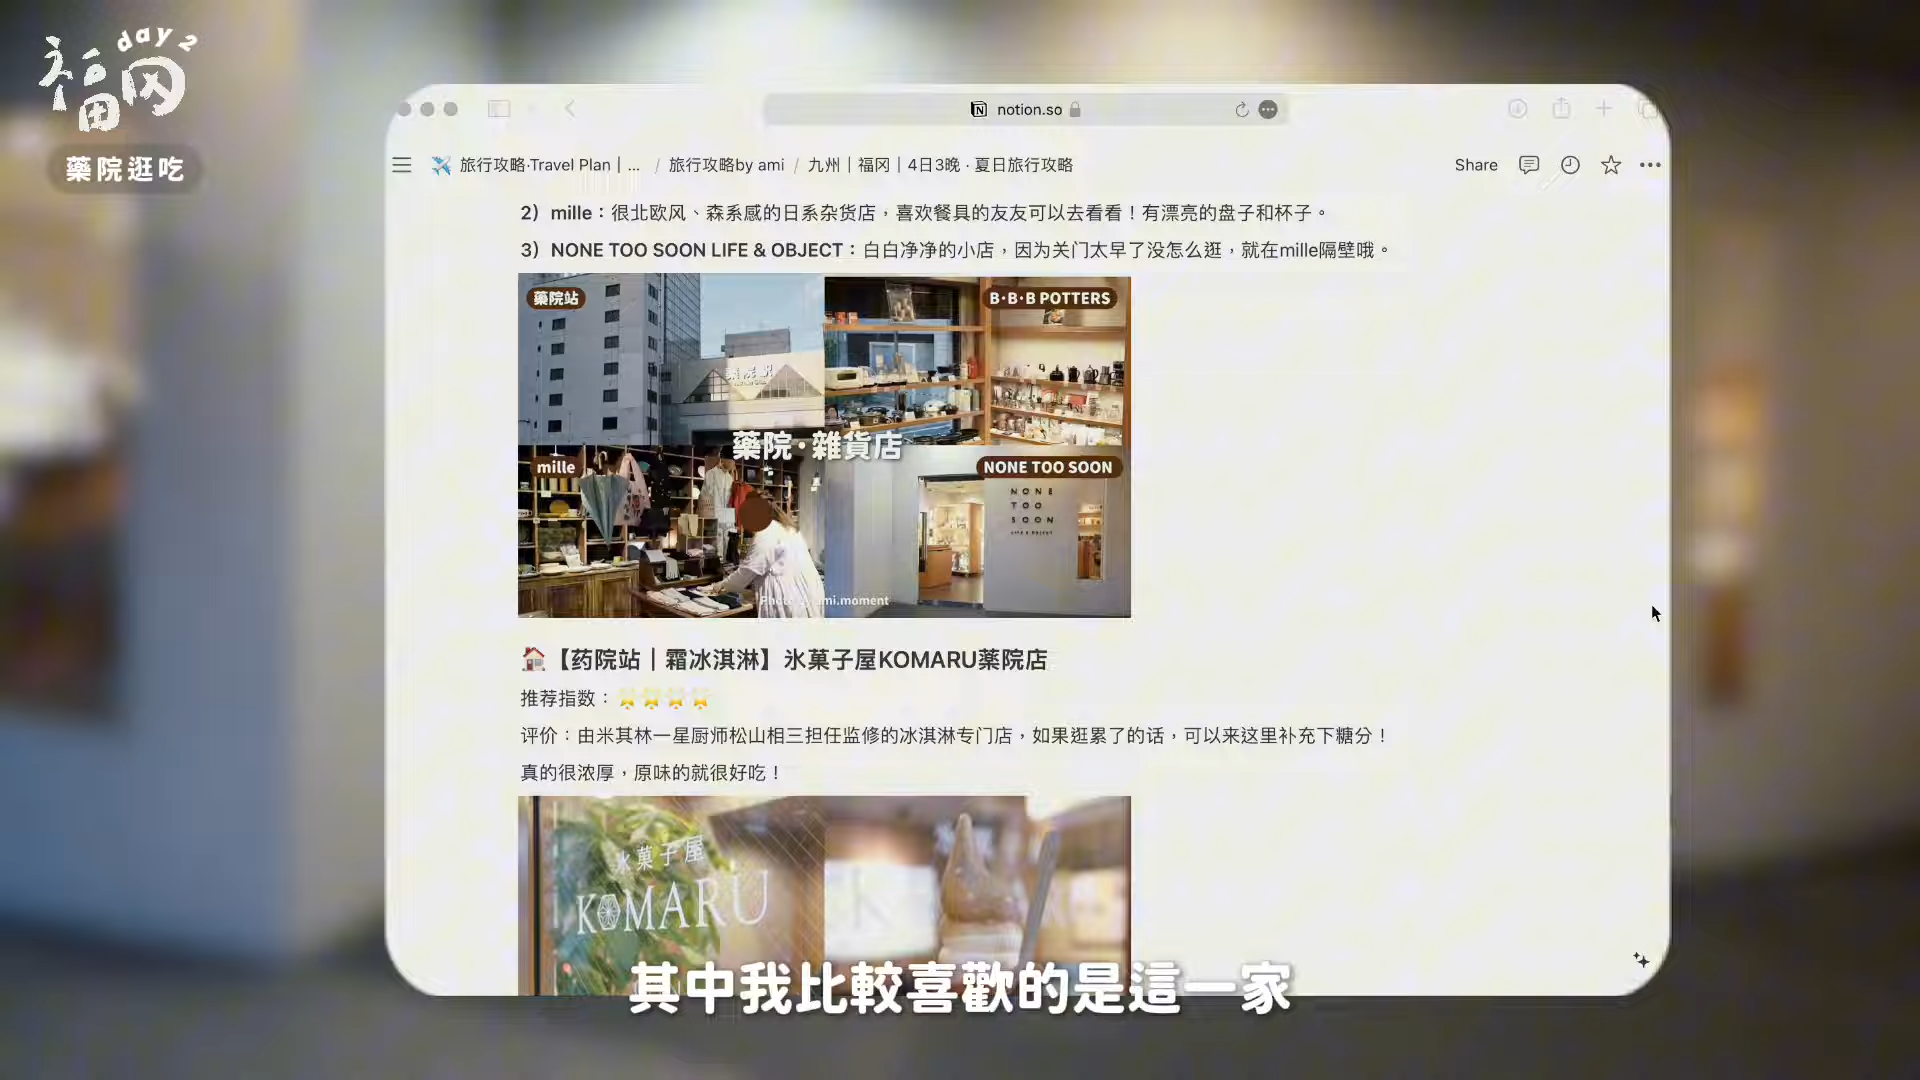 福冈 day 2
藥院逛吃
notion.so
旅行攻略·Travel Plan | ... / 旅行攻略by ami / 九州｜福冈｜4日3晚 · 夏日旅行攻略
Share
2）mille：很北欧风、森系感的日系杂货店，喜欢餐具的友友可以去看看！有漂亮的盘子和杯子。
3）NONE TOO SOON LIFE & OBJECT：白白净净的小店，因为关门太早了没怎么逛，就在mille隔壁哦。
藥院站
B·B·B POTTERS
藥院·雜貨店
mille
NONE TOO SOON
NONE
TOO
SOON
🏠【药院站｜霜冰淇淋】氷菓子屋KOMARU薬院店
推荐指数：⭐⭐⭐⭐
评价：由米其林一星厨师松山相三担任监修的冰淇淋专门店，如果逛累了的话，可以来这里补充下糖分！
真的很浓厚，原味的就很好吃！
氷菓子屋
KOMARU
其中我比較喜歡的是這一家